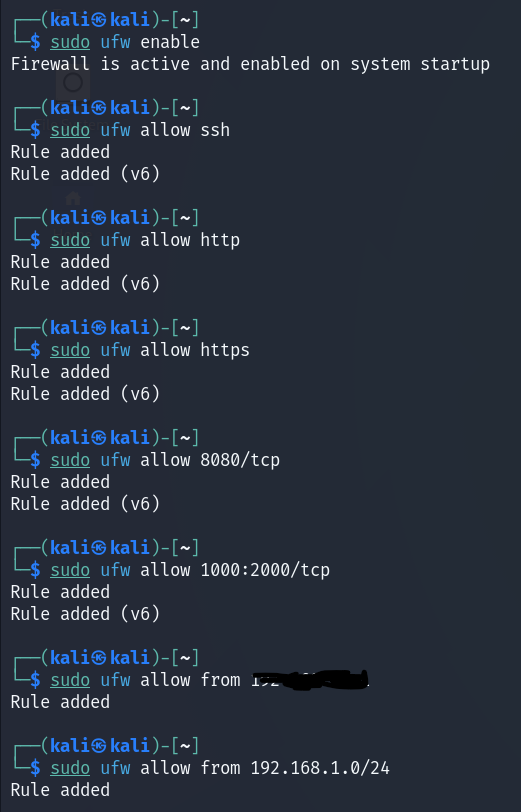 ┌──(kali㉿kali)-[~]
└─$ sudo ufw enable
Firewall is active and enabled on system startup
┌──(kali㉿kali)-[~]
└─$ sudo ufw allow ssh
Rule added
Rule added (v6)
┌──(kali㉿kali)-[~]
└─$ sudo ufw allow http
Rule added
Rule added (v6)
┌──(kali㉿kali)-[~]
└─$ sudo ufw allow https
Rule added
Rule added (v6)
┌──(kali㉿kali)-[~]
└─$ sudo ufw allow 8080/tcp
Rule added
Rule added (v6)
┌──(kali㉿kali)-[~]
└─$ sudo ufw allow 1000:2000/tcp
Rule added
Rule added (v6)
┌──(kali㉿kali)-[~]
└─$ sudo ufw allow from
Rule added
┌──(kali㉿kali)-[~]
└─$ sudo ufw allow from 192.168.1.0/24
Rule added